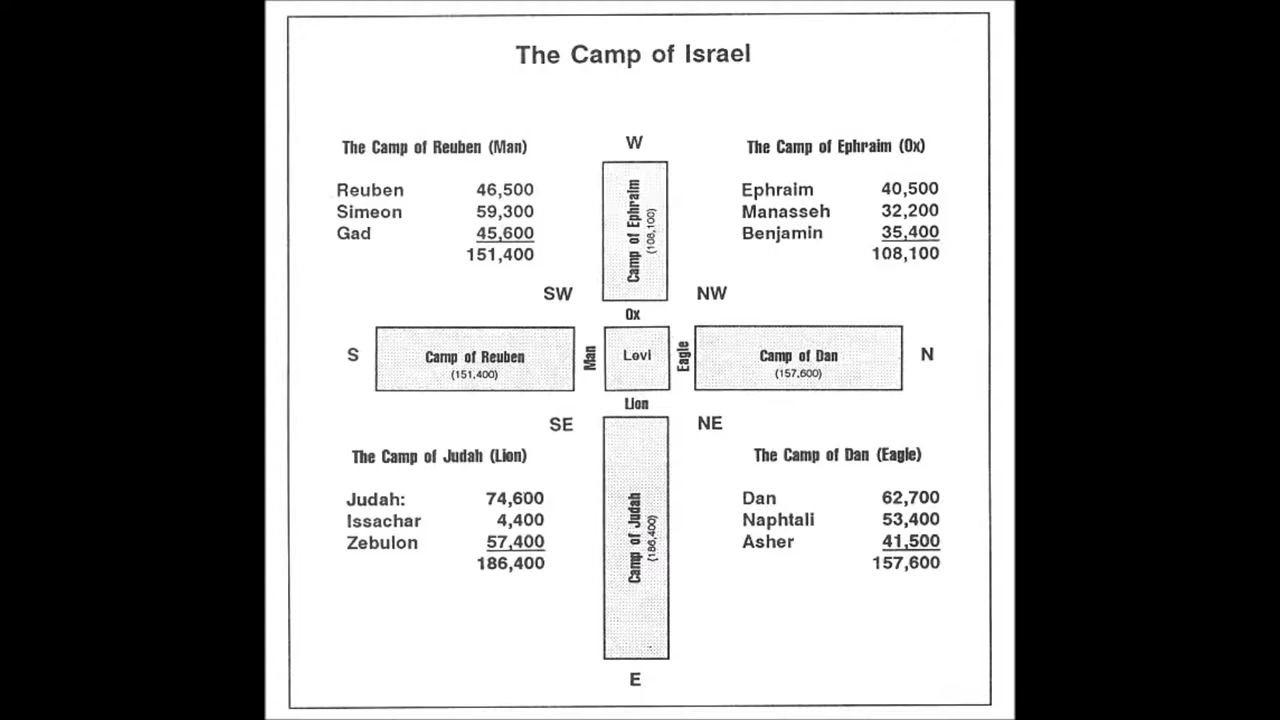 The Camp of Israel
The Camp of Reuben (Man)
Reuben 46,500
Simeon 59,300
Gad 45,600
151,400
W
The Camp of Ephraim (Ox)
Ephraim 40,500
Manasseh 32,200
Benjamin 35,400
108,100
Camp of Ephraim
(108,100)
SW
NW
Ox
S
Camp of Reuben
(151,400)
Man
Levi
Eagle
Camp of Dan
(157,600)
N
Lion
SE
NE
The Camp of Judah (Lion)
Judah: 74,600
Issachar 4,400
Zebulon 57,400
186,400
Camp of Judah
(186,400)
The Camp of Dan (Eagle)
Dan 62,700
Naphtali 53,400
Asher 41,500
157,600
E